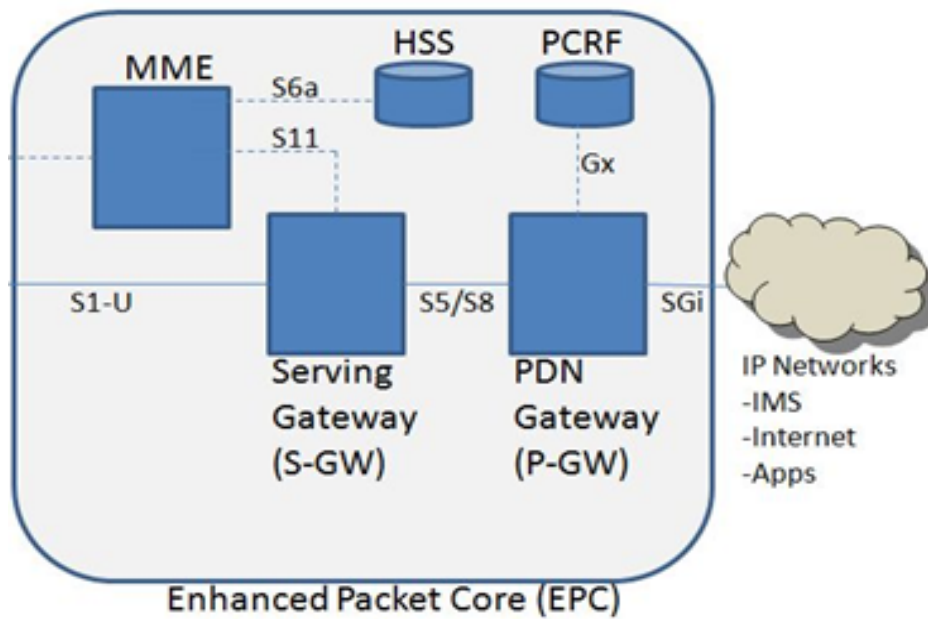 HSS
PCRF
MME
S6a
S11
Gx
S1-U
S5/S8
SGi
Serving
Gateway
(S-GW)
PDN
Gateway
(P-GW)
IP Networks
-IMS
-Internet
-Apps
Enhanced Packet Core (EPC)